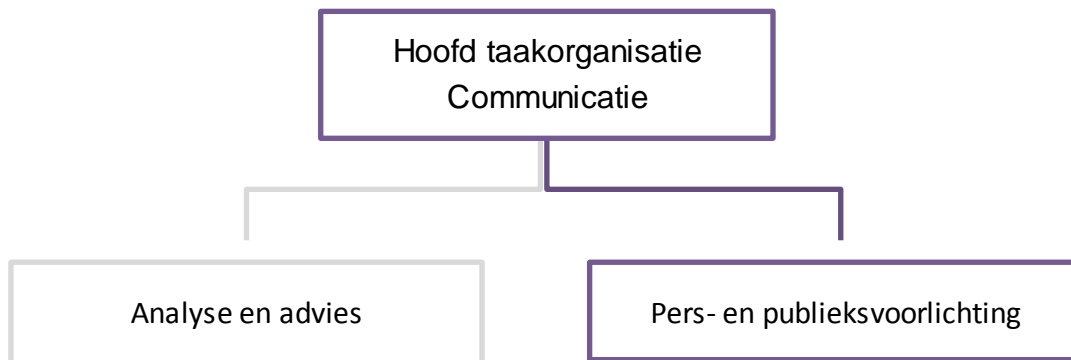 Hoofd taakorganisatie
Communicatie
Analyse en advies
Pers- en publieksvoorlichting